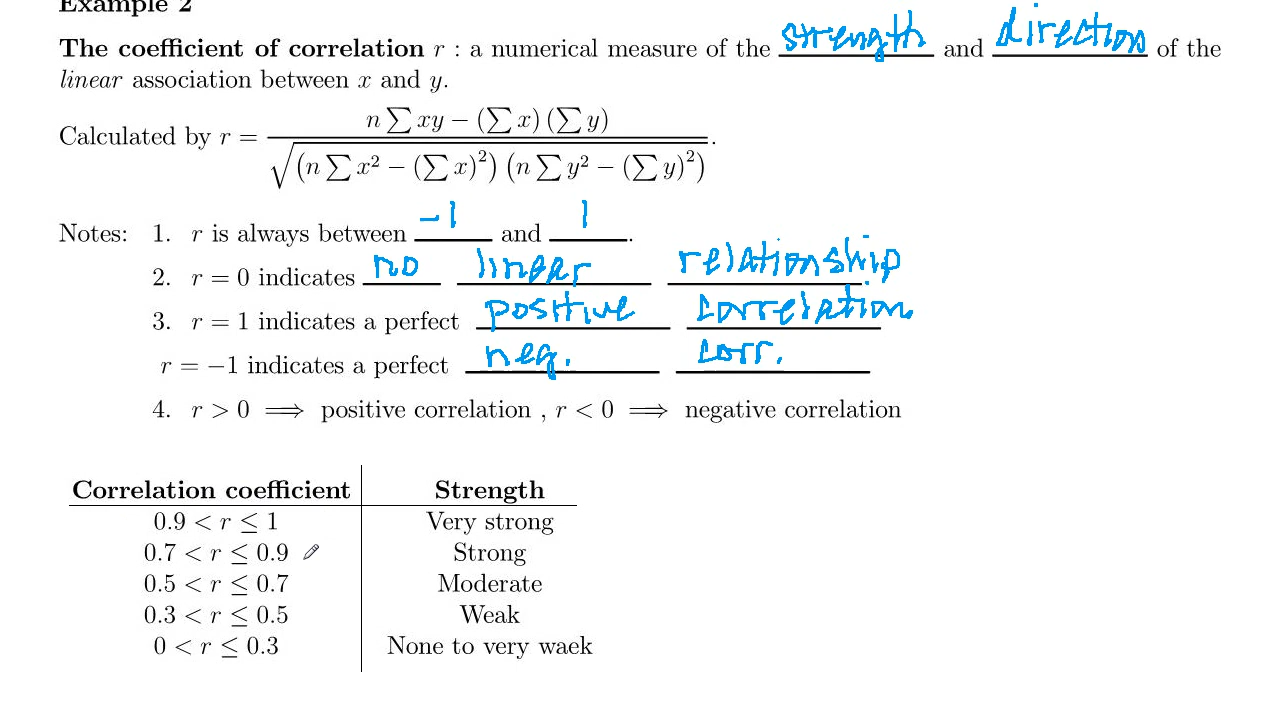 Example 2
The coefficient of correlation r : a numerical measure of the strength and direction of the
linear association between x and y.
Calculated by r = \frac{n ∑ xy − (∑ x) (∑ y)}{\sqrt{(n ∑ x² − (∑ x)²) (n ∑ y² − (∑ y)²)}}.
Notes: 1. r is always between -1 and 1.
2. r = 0 indicates no linear relationship
3. r = 1 indicates a perfect positive correlation.
r = −1 indicates a perfect neg. corr.
4. r > 0 ⟹ positive correlation , r < 0 ⟹ negative correlation
Correlation coefficient Strength
0.9 < r ≤ 1 Very strong
0.7 < r ≤ 0.9 Strong
0.5 < r ≤ 0.7 Moderate
0.3 < r ≤ 0.5 Weak
0 < r ≤ 0.3 None to very waek